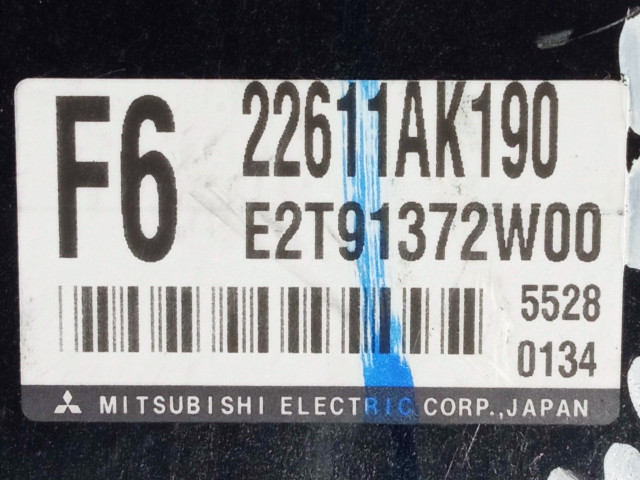 F6
22611AK190
E2T91372W00
5528
0134
MITSUBISHI ELECTRIC CORP.,JAPAN